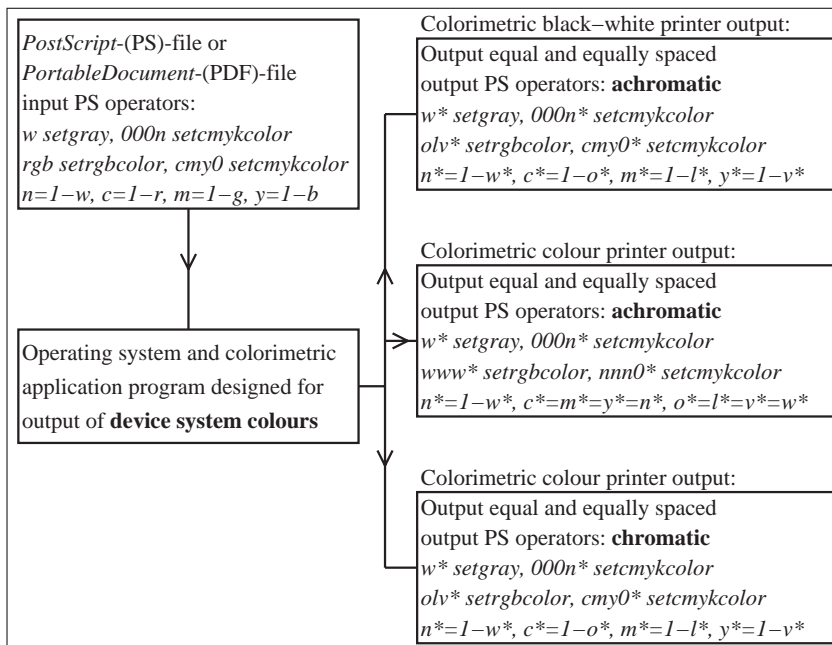 PostScript-(PS)-file or
PortableDocument-(PDF)-file
input PS operators:
w setgray, 000n setcmykcolor
rgb setrgbcolor, cmy0 setcmykcolor
n=1–w, c=1–r, m=1–g, y=1–b
Operating system and colorimetric
application program designed for
output of device system colours
Colorimetric black–white printer output:
Output equal and equally spaced
output PS operators: achromatic
w* setgray, 000n* setcmykcolor
olv* setrgbcolor, cmy0* setcmykcolor
n*=1–w*, c*=1–o*, m*=1–l*, y*=1–v*
Colorimetric colour printer output:
Output equal and equally spaced
output PS operators: achromatic
w* setgray, 000n* setcmykcolor
www* setrgbcolor, nnn0* setcmykcolor
n*=1–w*, c*=m*=y*=n*, o*=l*=v*=w*
Colorimetric colour printer output:
Output equal and equally spaced
output PS operators: chromatic
w* setgray, 000n* setcmykcolor
olv* setrgbcolor, cmy0* setcmykcolor
n*=1–w*, c*=1–o*, m*=1–l*, y*=1–v*